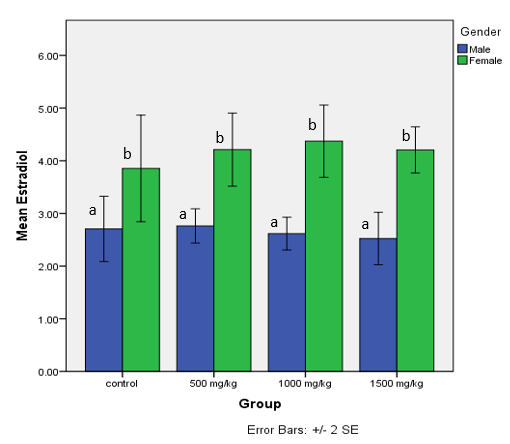 Gender
Male
Female
Mean Estradiol
6.00
5.00
4.00
3.00
2.00
1.00
0.00
a
b
a
b
a
b
a
b
control
500 mg/kg
1000 mg/kg
1500 mg/kg
Group
Error Bars: +/- 2 SE